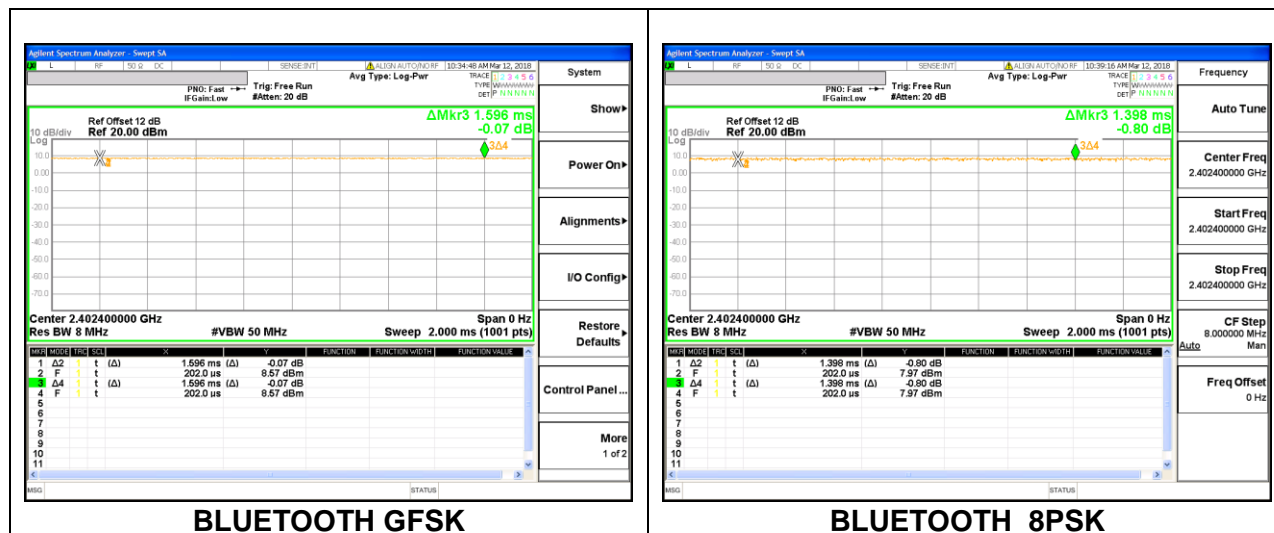 Agilent Spectrum Analyzer - Swept SA
L RF 50 Ω DC SENSE:INT ALIGN AUTO/NO RF 10:34:48 AM Mar 12, 2018
PNO: Fast Trig: Free Run Avg Type: Log-Pwr TRACE 1 2 3 4 5 6
IFGain:Low #Atten: 20 dB TYPE
DET P N N N N N
ΔMkr3 1.596 ms
-0.07 dB
Ref Offset 12 dB
10 dB/div Ref 20.00 dBm
Log
3Δ4
10.0
0.00
-10.0
-20.0
-30.0
-40.0
-50.0
-60.0
-70.0
Center 2.402400000 GHz Span 0 Hz
Res BW 8 MHz #VBW 50 MHz Sweep 2.000 ms (1001 pts)
MKR MODE TRC SCL X Y FUNCTION FUNCTION WIDTH FUNCTION VALUE
1 Δ2 1 t (Δ) 1.596 ms (Δ) -0.07 dB
2 F 1 t 202.0 µs 8.57 dBm
3 Δ4 1 t (Δ) 1.596 ms (Δ) -0.07 dB
4 F 1 t 202.0 µs 8.57 dBm
5
6
7
8
9
10
11
MSG STATUS
System
Show
Power On
Alignments
I/O Config
Restore
Defaults
Control Panel ...
More
1 of 2
BLUETOOTH GFSK
Agilent Spectrum Analyzer - Swept SA
L RF 50 Ω DC SENSE:INT ALIGN AUTO/NO RF 10:39:16 AM Mar 12, 2018
PNO: Fast Trig: Free Run Avg Type: Log-Pwr TRACE 1 2 3 4 5 6
IFGain:Low #Atten: 20 dB TYPE
DET P N N N N N
ΔMkr3 1.398 ms
-0.80 dB
Ref Offset 12 dB
10 dB/div Ref 20.00 dBm
Log
3Δ4
10.0
0.00
-10.0
-20.0
-30.0
-40.0
-50.0
-60.0
-70.0
Center 2.402400000 GHz Span 0 Hz
Res BW 8 MHz #VBW 50 MHz Sweep 2.000 ms (1001 pts)
MKR MODE TRC SCL X Y FUNCTION FUNCTION WIDTH FUNCTION VALUE
1 Δ2 1 t (Δ) 1.398 ms (Δ) -0.80 dB
2 F 1 t 202.0 µs 7.97 dBm
3 Δ4 1 t (Δ) 1.398 ms (Δ) -0.80 dB
4 F 1 t 202.0 µs 7.97 dBm
5
6
7
8
9
10
11
MSG STATUS
Frequency
Auto Tune
Center Freq
2.402400000 GHz
Start Freq
2.402400000 GHz
Stop Freq
2.402400000 GHz
CF Step
8.000000 MHz
Auto Man
Freq Offset
0 Hz
BLUETOOTH 8PSK